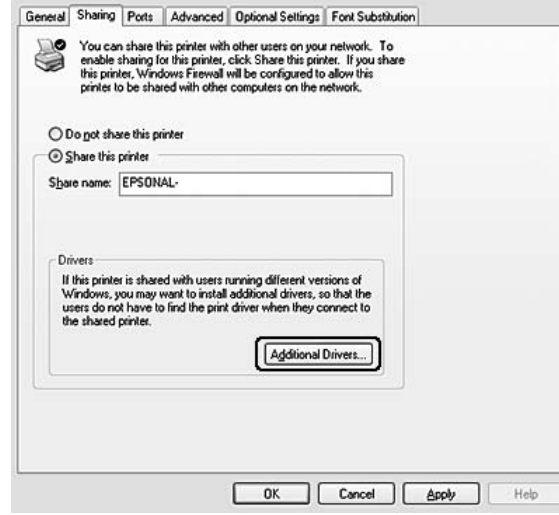 General Sharing Ports Advanced Optional Settings Font Substitution
You can share this printer with other users on your network. To
enable sharing for this printer, click Share this printer. If you share
this printer, Windows Firewall will be configured to allow this
printer to be shared with other computers on the network.
Do not share this printer
Share this printer
Share name: EPSONAL-
Drivers
If this printer is shared with users running different versions of
Windows, you may want to install additional drivers, so that the
users do not have to find the print driver when they connect to
the shared printer.
Additional Drivers...
OK Cancel Apply Help